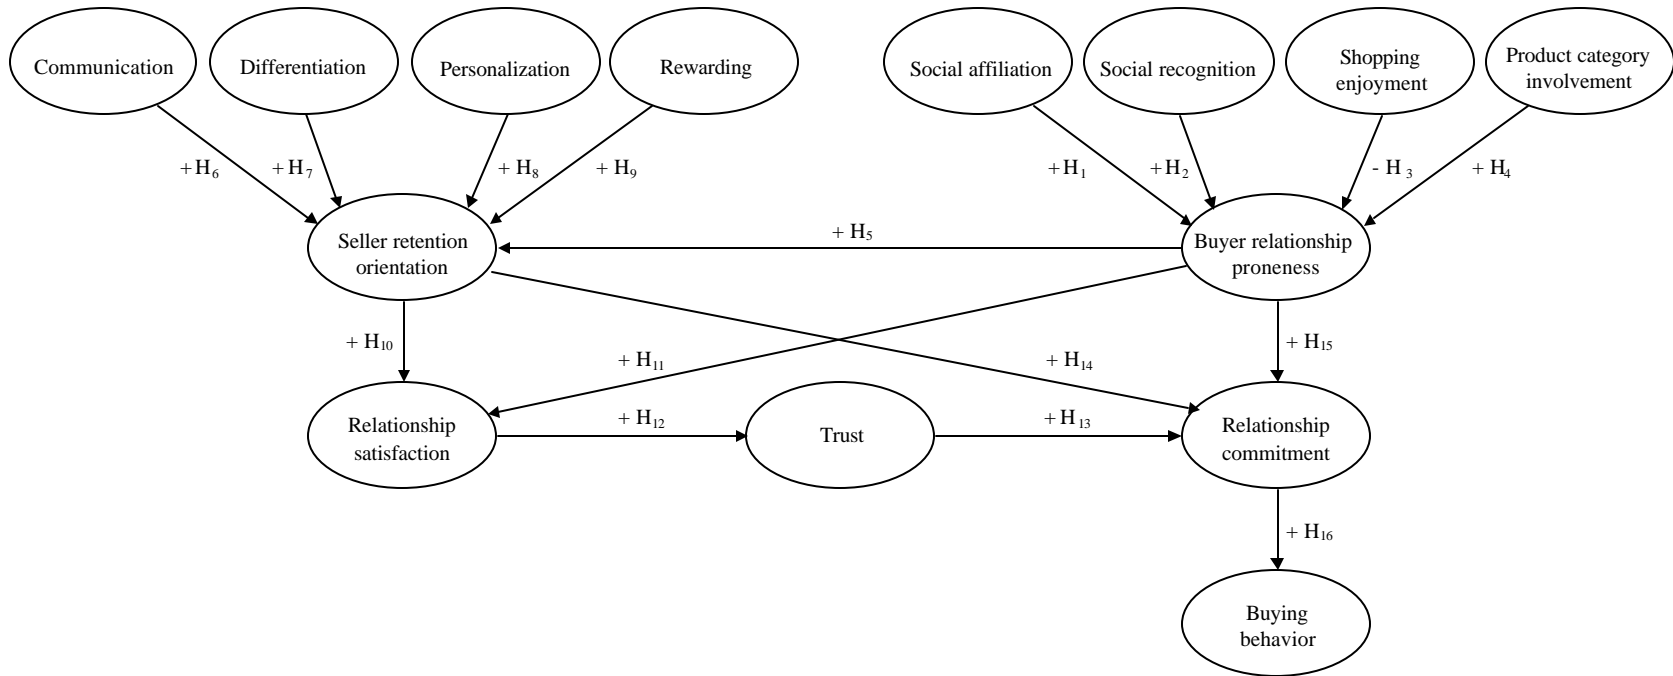 Communication
Differentiation
Personalization
Rewarding
Social affiliation
Social recognition
Shopping
enjoyment
Product category
involvement
+ H6
+ H7
+ H8
+ H9
+ H1
+ H2
- H3
+ H4
Seller retention
orientation
+ H5
Buyer relationship
proneness
+ H10
+ H11
+ H14
+ H15
Relationship
satisfaction
+ H12
Trust
+ H13
Relationship
commitment
+ H16
Buying
behavior